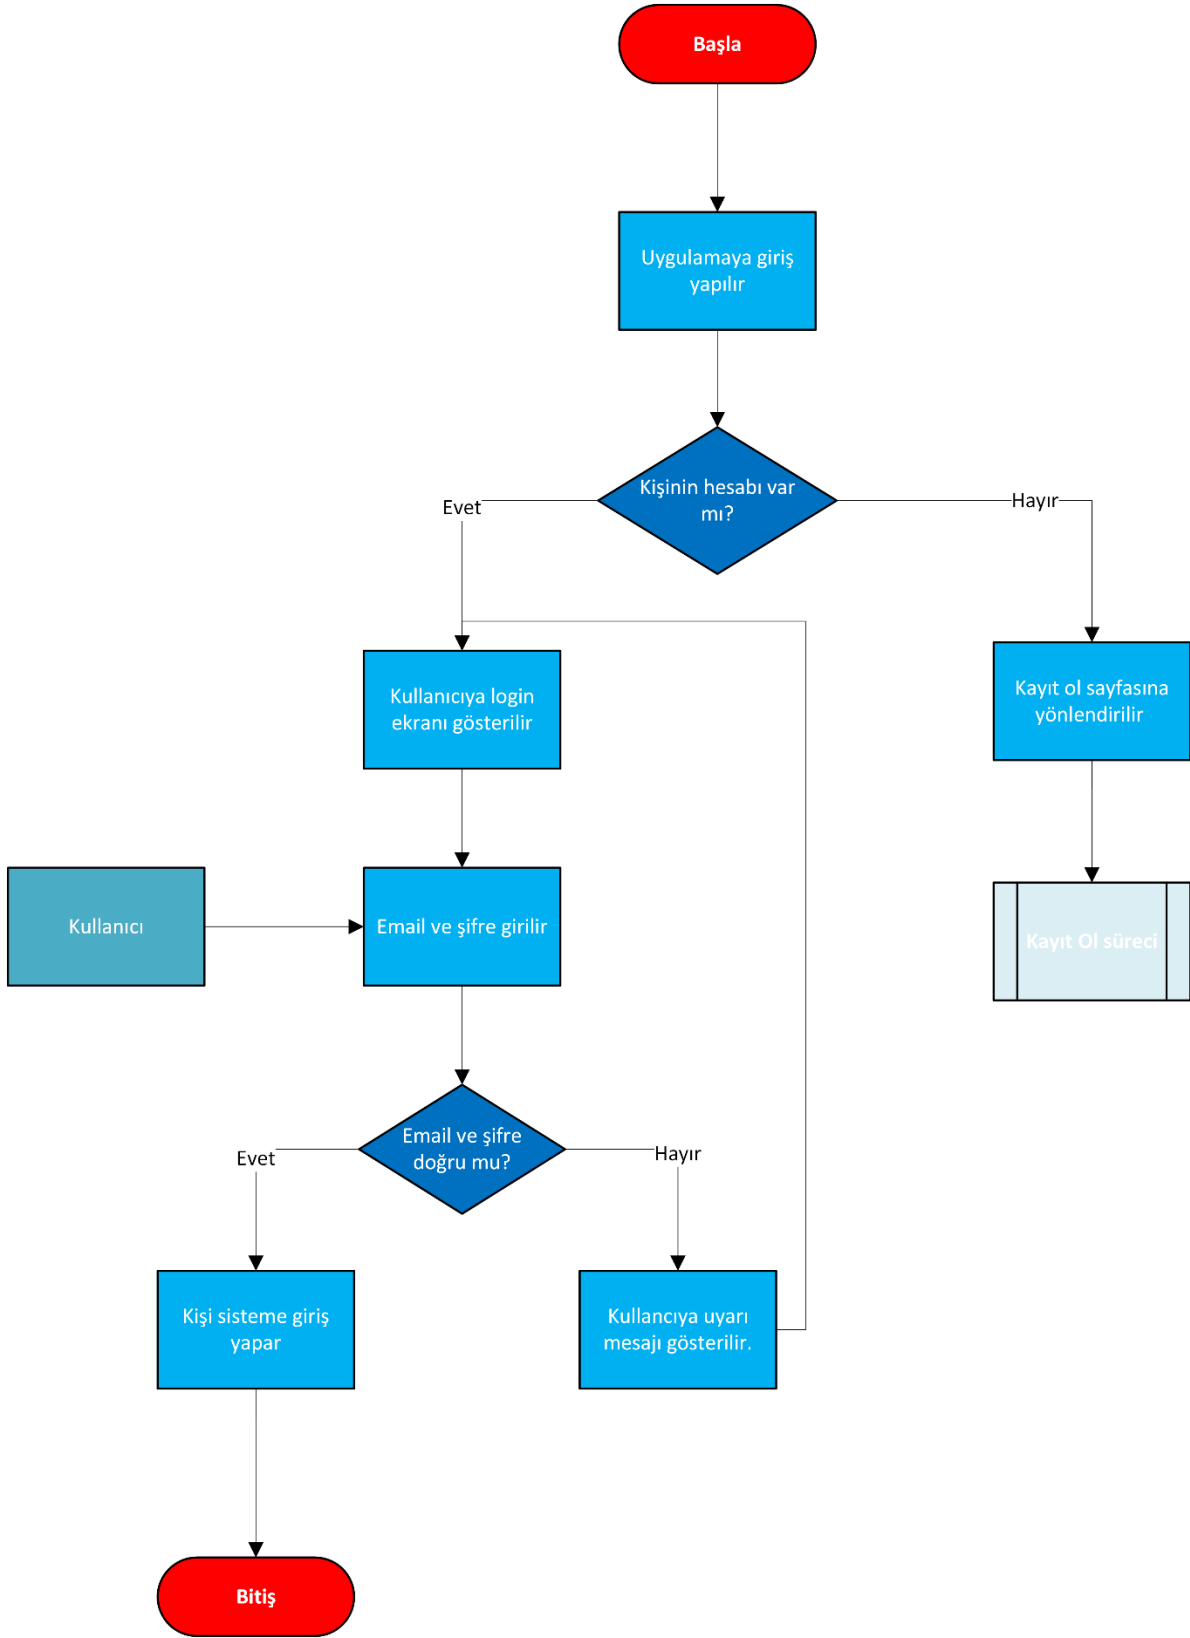 Başla
Uygulamaya giriş
yapılır
Kişinin hesabı var
mı?
Evet
Hayır
Kullanıcıya login
ekranı gösterilir
Kayıt ol sayfasına
yönlendirilir
Kullanıcı
Email ve şifre girilir
Kayıt Ol süreci
Email ve şifre
doğru mu?
Evet
Hayır
Kişi sisteme giriş
yapar
Kullancıya uyarı
mesajı gösterilir.
Bitiş